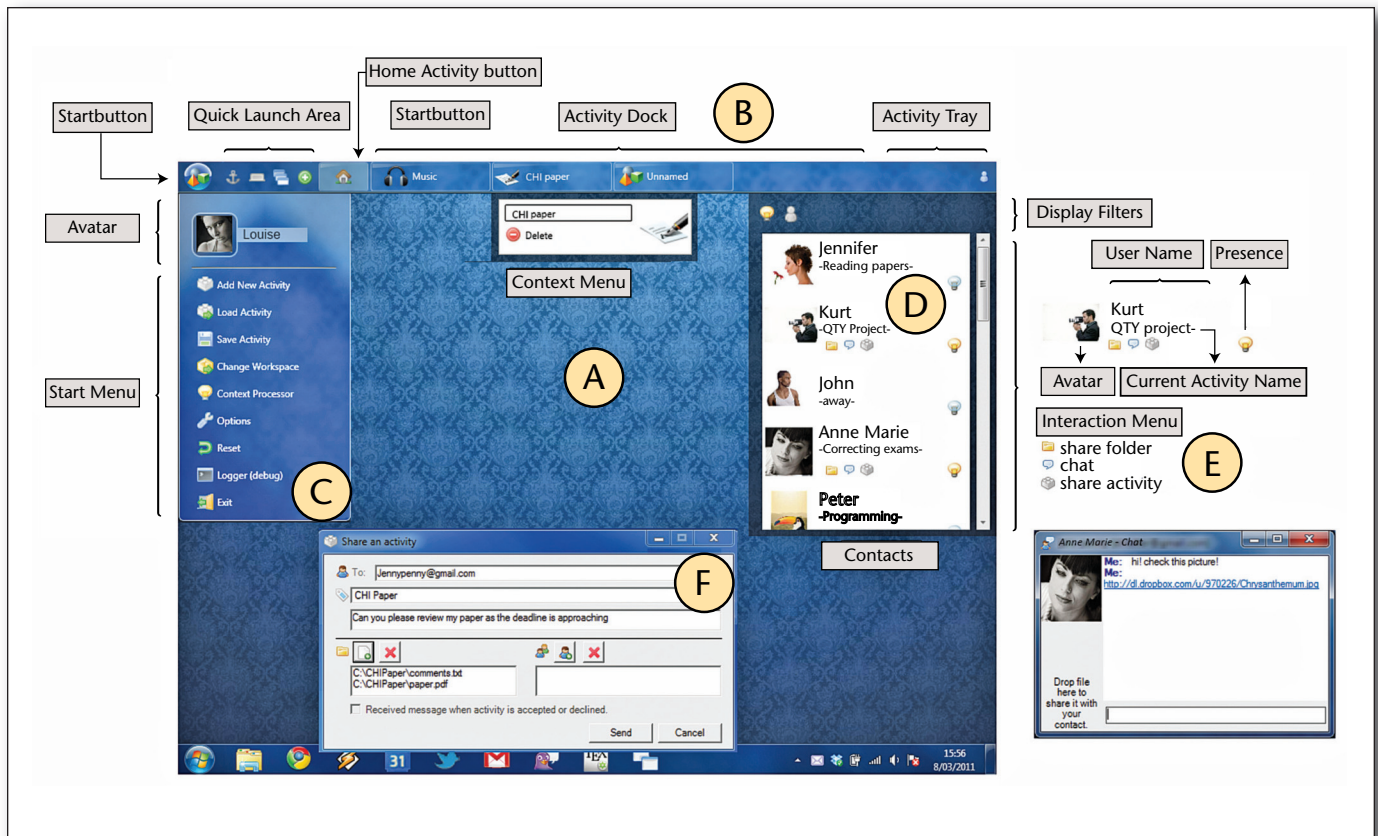 Home Activity button
Startbutton
Quick Launch Area
Startbutton
Activity Dock
B
Activity Tray
Music
CHI paper
Unnamed
Avatar
Louise
CHI paper
Delete
Context Menu
Display Filters
Start Menu
Add New Activity
Load Activity
Save Activity
Change Workspace
Context Processor
Options
Reset
Logger (debug)
Exit
C
A
Jennifer
-Reading papers-
D
Kurt
-QTY Project-
John
-away-
Anne Marie
-Correcting exams-
Peter
-Programming-
Contacts
User Name
Presence
Kurt
QTY project-
Avatar
Current Activity Name
Interaction Menu
share folder
chat
share activity
E
Share an activity
F
To:
Jennypenny@gmail.com
CHI Paper
Can you please review my paper as the deadline is approaching
C:\CHIPaper\comments.txt
C:\CHIPaper\paper.pdf
Received message when activity is accepted or declined.
Send
Cancel
Anne Marie - Chat
Me: hi! check this picture!
Me:
http://dl.dropbox.com/u/970226/Chrysanthemum.jpg
Drop file
here to
share it with
your
contact.
31
TEX
15:56
8/03/2011